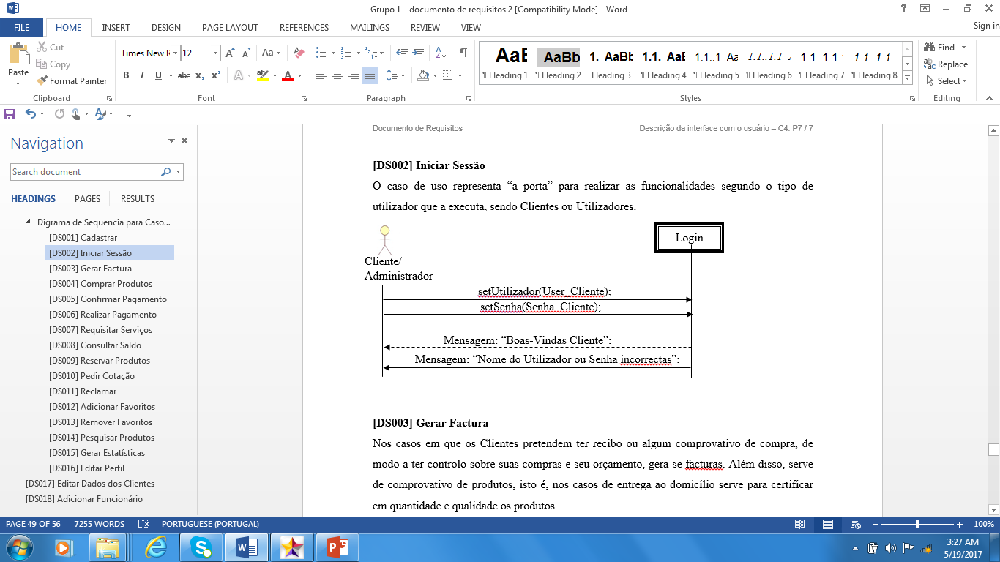 Grupo 1 - documento de requisitos 2 [Compatibility Mode] - Word
FILE HOME INSERT DESIGN PAGE LAYOUT REFERENCES MAILINGS REVIEW VIEW Sign in
Paste
Cut
Copy
Format Painter
Clipboard
Times New R 12
Aa
B I U abc x₂ x²
Font
Paragraph
AaB AaBb 1. AaBb 1.1. AaB 1.1..1 Aa 1.1..1.1 A 1.1..1.1. 1.1..1.1.
¶ Heading 1 ¶ Heading 2 Heading 3 ¶ Heading 4 ¶ Heading 5 ¶ Heading 6 ¶ Heading 7 ¶ Heading 8
Styles
Find
Replace
Select
Editing
Navigation
Search document
HEADINGS PAGES RESULTS
Digrama de Sequencia para Caso...
[DS001] Cadastrar
[DS002] Iniciar Sessão
[DS003] Gerar Factura
[DS004] Comprar Produtos
[DS005] Confirmar Pagamento
[DS006] Realizar Pagamento
[DS007] Requisitar Serviços
[DS008] Consultar Saldo
[DS009] Reservar Produtos
[DS010] Pedir Cotação
[DS011] Reclamar
[DS012] Adicionar Favoritos
[DS013] Remover Favoritos
[DS014] Pesquisar Produtos
[DS015] Gerar Estatísticas
[DS016] Editar Perfil
[DS017] Editar Dados dos Clientes
[DS018] Adicionar Funcionário
Documento de Requisitos Descrição da interface com o usuário – C4. P7 / 7
[DS002] Iniciar Sessão
O caso de uso representa “a porta” para realizar as funcionalidades segundo o tipo de
utilizador que a executa, sendo Clientes ou Utilizadores.
Login
Cliente/
Administrador
setUtilizador(User_Cliente);
setSenha(Senha_Cliente);
Mensagem: “Boas-Vindas Cliente”;
Mensagem: “Nome do Utilizador ou Senha incorrectas”;
[DS003] Gerar Factura
Nos casos em que os Clientes pretendem ter recibo ou algum comprovativo de compra, de
modo a ter controlo sobre suas compras e seu orçamento, gera-se facturas. Além disso, serve
de comprovativo de produtos, isto é, nos casos de entrega ao domicílio serve para certificar
em quantidade e qualidade os produtos.
PAGE 49 OF 56 7255 WORDS PORTUGUESE (PORTUGAL) 100%
3:27 AM
5/19/2017